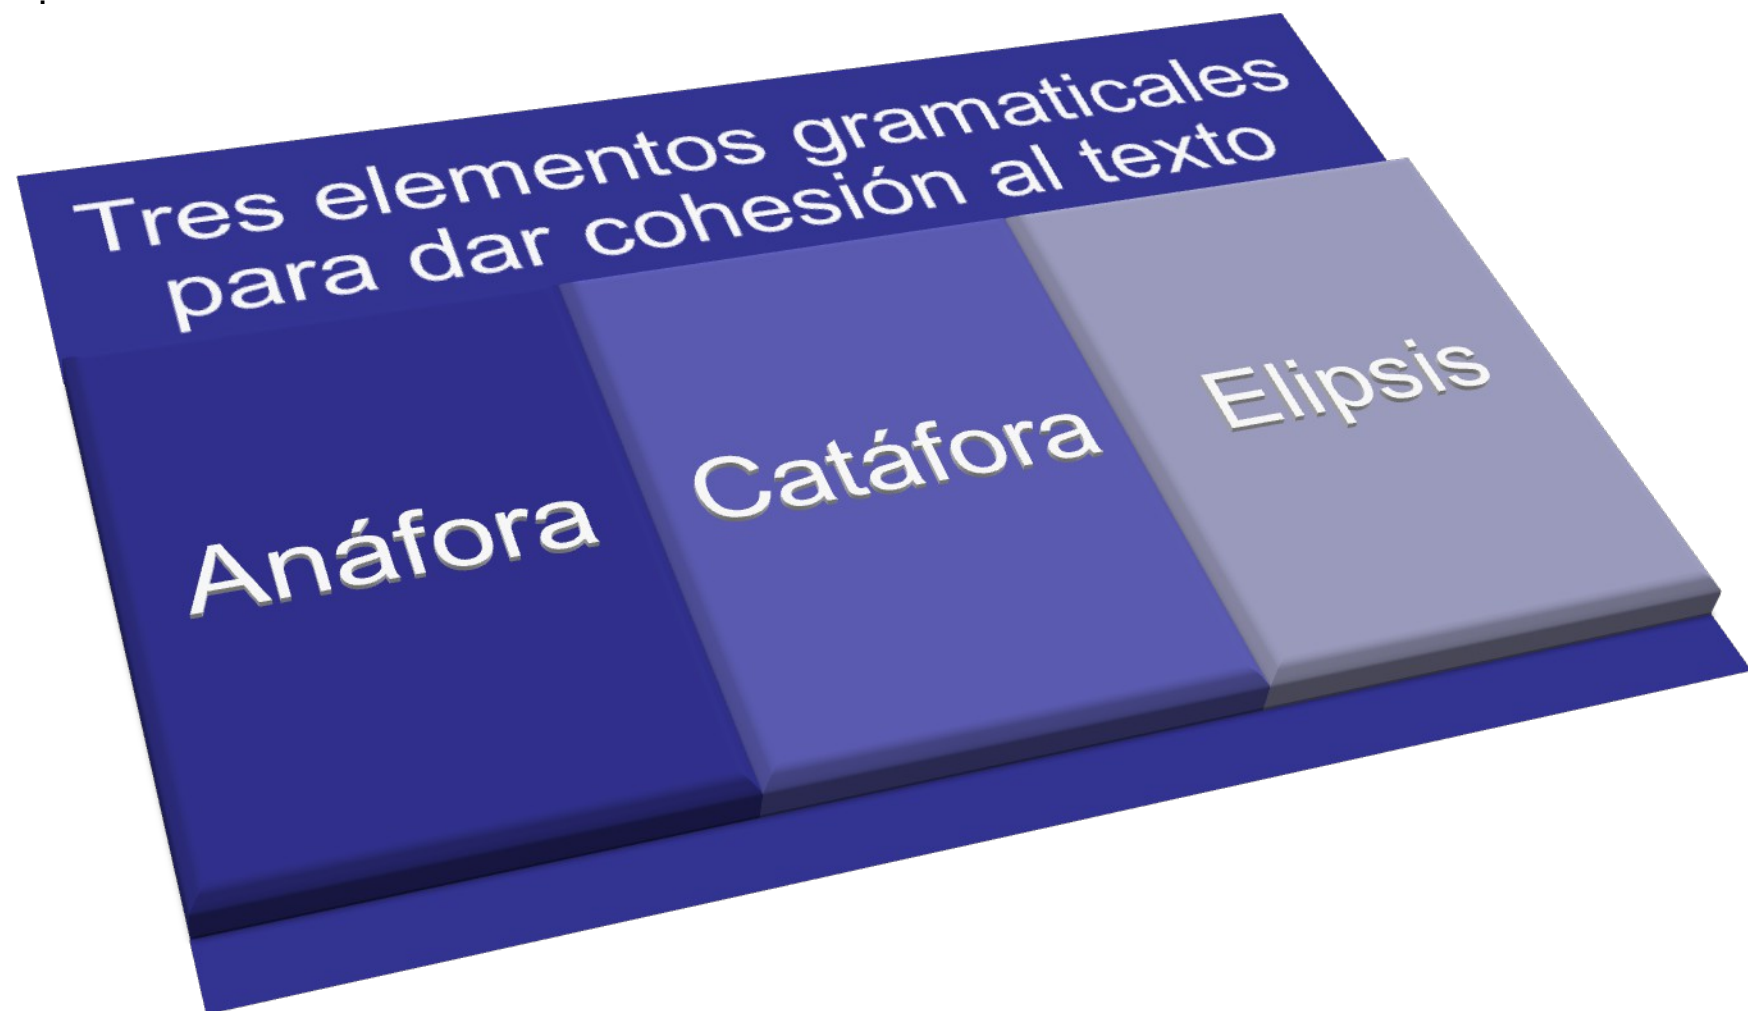 Tres elementos gramaticales
para dar cohesión al texto
Anáfora
Catáfora
Elipsis